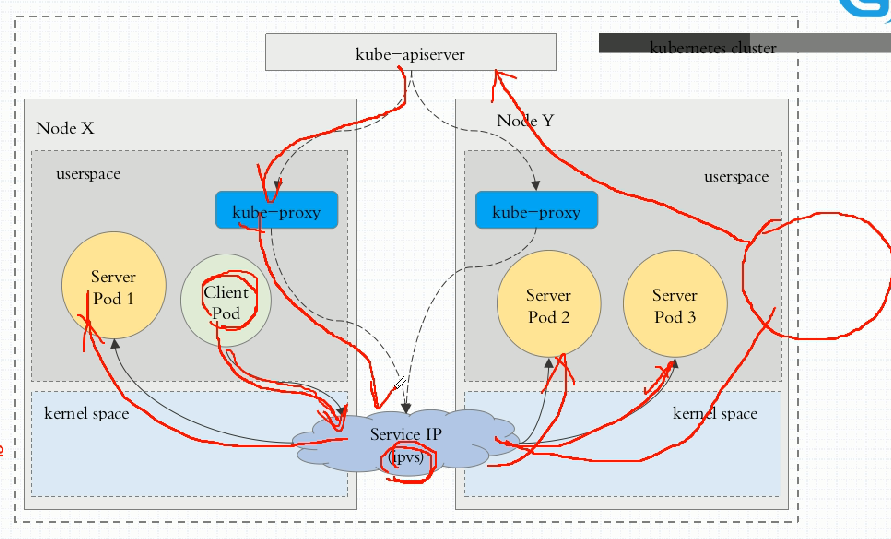 kube-apiserver
kubernetes cluster
Node X
Node Y
userspace
userspace
kube-proxy
kube-proxy
Server
Pod 1
Client
Pod
Server
Pod 2
Server
Pod 3
kernel space
kernel space
Service IP
(ipvs)